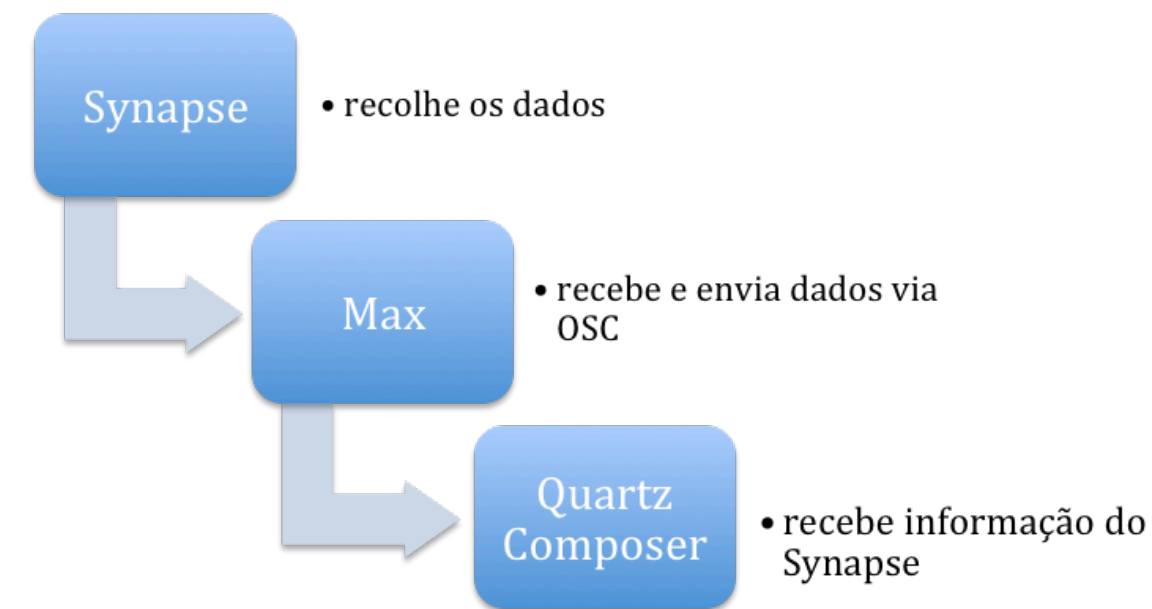 Synapse
• recolhe os dados
Max
• recebe e envia dados via
OSC
Quartz
Composer
• recebe informação do
Synapse